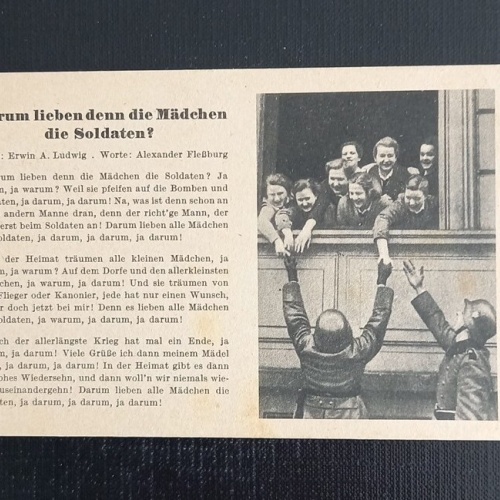 rum lieben denn die Mädchen
die Soldaten?
: Erwin A. Ludwig . Worte: Alexander Fleßburg
um lieben denn die Mädchen die Soldaten? Ja
n, ja warum? Weil sie pfeifen auf die Bomben und
ten, ja darum, ja darum! Na, was ist denn schon an
andern Manne dran, denn der richt'ge Mann, der
erst beim Soldaten an! Darum lieben alle Mädchen
oldaten, ja darum, ja darum, ja darum!
der Heimat träumen alle kleinen Mädchen, ja
m, ja warum? Auf dem Dorfe und den allerkleinsten
chen, ja warum, ja darum! Und sie träumen von
Flieger oder Kanonier, jede hat nur einen Wunsch,
r doch jetzt bei mir! Denn es lieben alle Mädchen
oldaten, ja warum, ja darum, ja darum!
ch der allerlängste Krieg hat mal ein Ende, ja
m, ja darum! Viele Grüße ich dann meinem Mädel
, ja darum, ja darum! In der Heimat gibt es dann
ohes Wiedersehn, und dann woll'n wir niemals wie-
useinandergehn! Darum lieben alle Mädchen die
ten, ja darum, ja darum, ja darum!